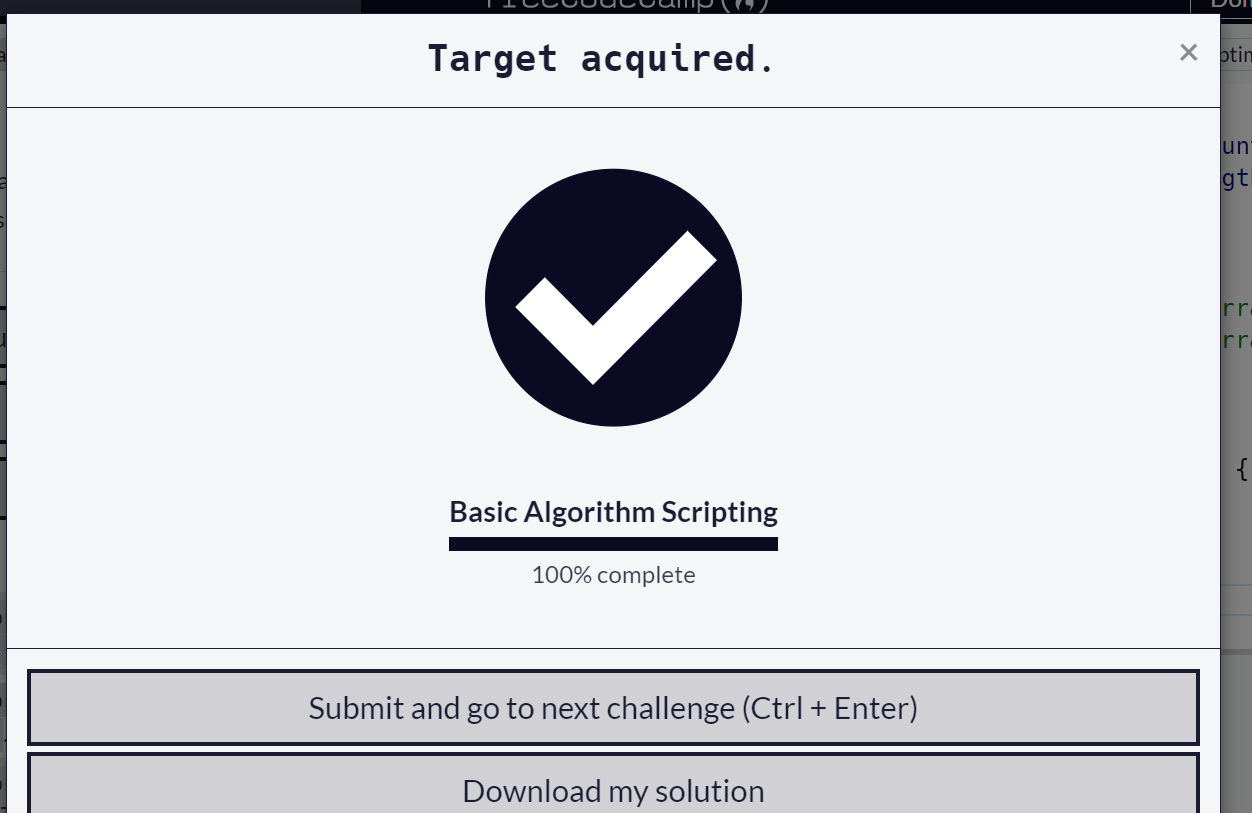 Target acquired.
×
Basic Algorithm Scripting
100% complete
Submit and go to next challenge (Ctrl + Enter)
Download my solution